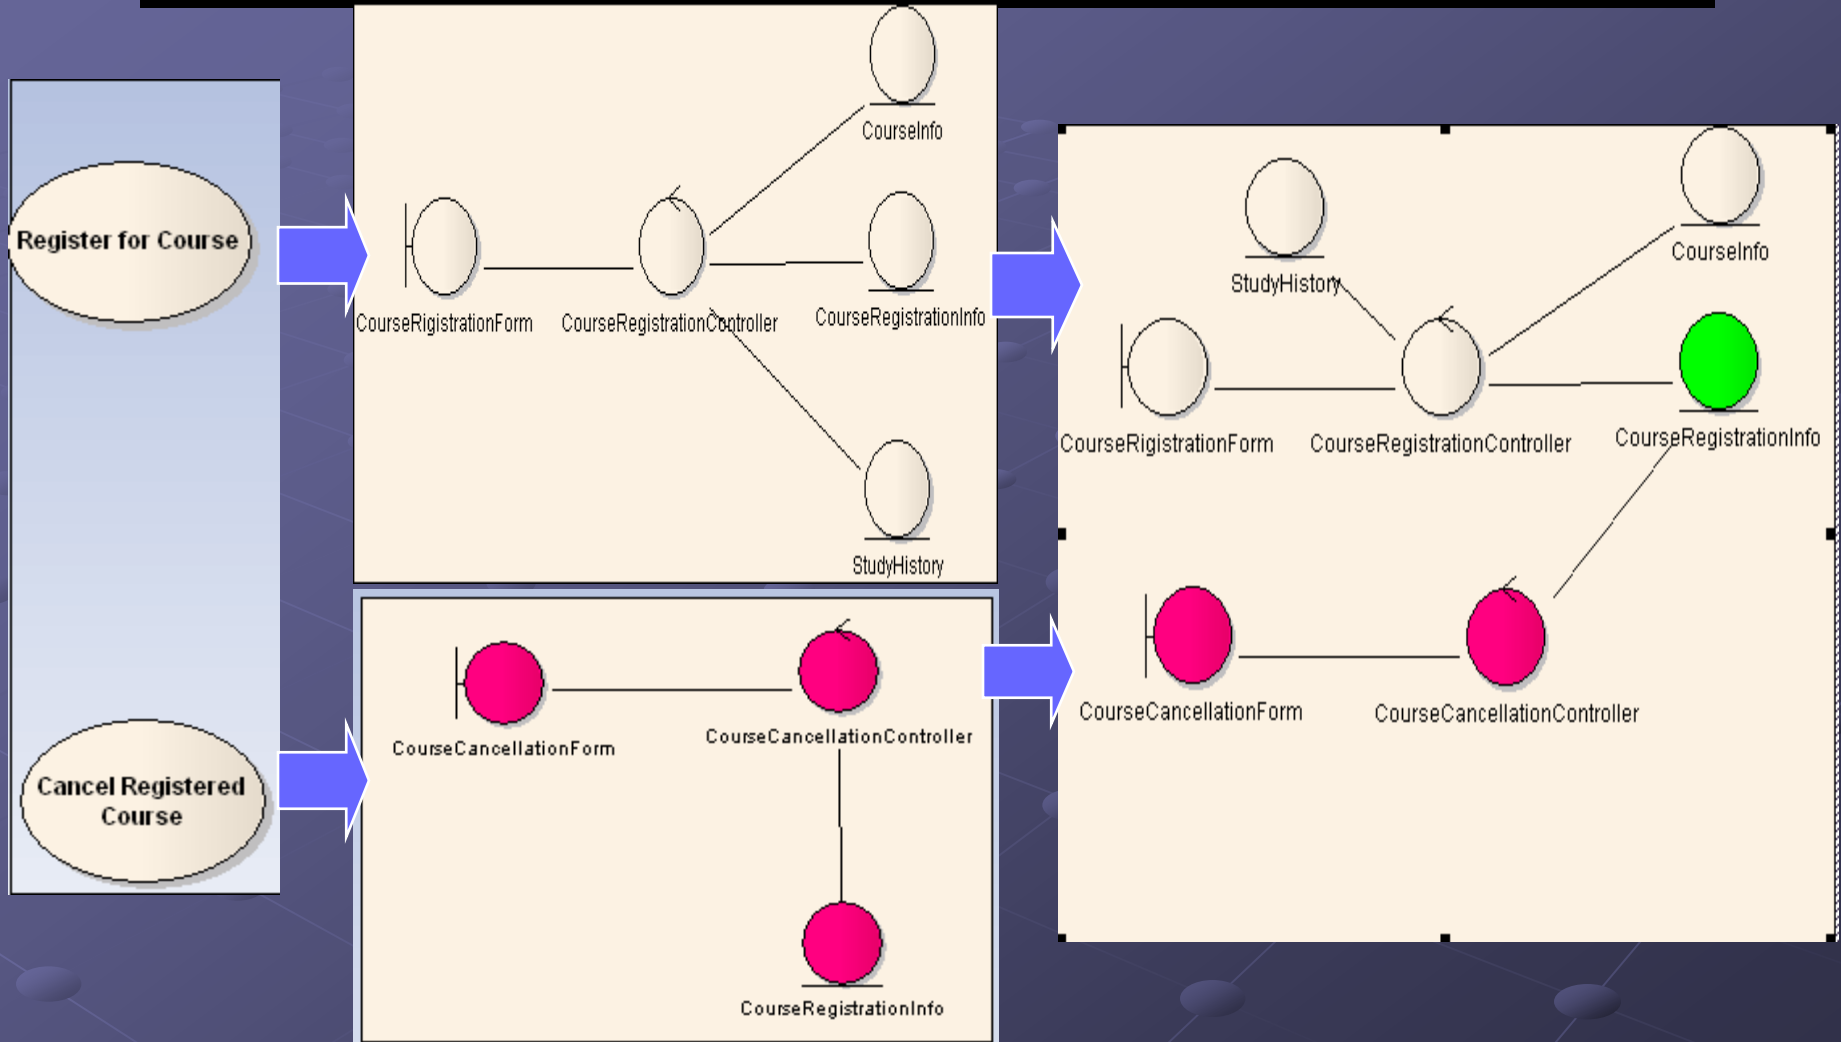 Register for Course
Cancel Registered
Course
CourseInfo
CourseRigistrationForm
CourseRegistrationController
CourseRegistrationInfo
StudyHistory
CourseCancellationForm
CourseCancellationController
CourseRegistrationInfo
StudyHistory
CourseInfo
CourseRigistrationForm
CourseRegistrationController
CourseRegistrationInfo
CourseCancellationForm
CourseCancellationController